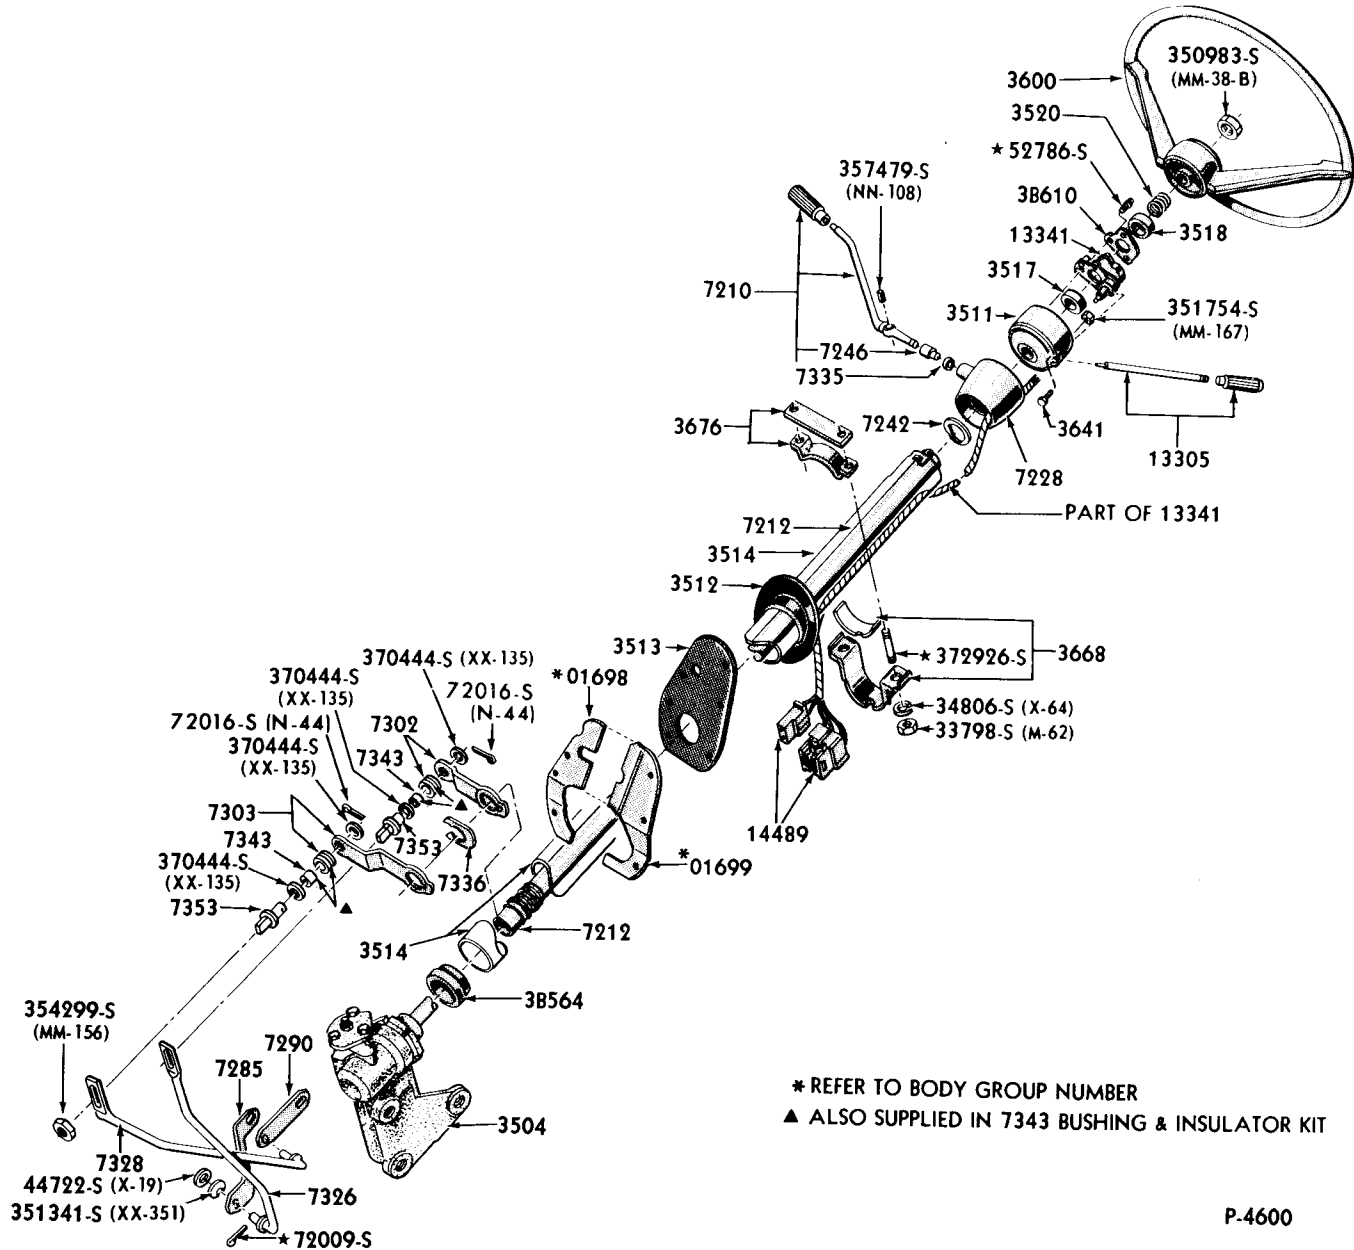 350983-S
(MM-38-B)
3600
3520
★ 52786-S
357479-S
(NN-108)
3B610
13341
3518
3517
7210
3511
351754-S
(MM-167)
7246
7335
3676
7242
3641
13305
7228
PART OF 13341
7212
3514
3512
3513
370444-S (XX-135)
370444-S
(XX-135)
*01698
72016-S
(N-44)
★ 372926-S
3668
34806-S (X-64)
33798-S (M-62)
72016-S (N-44)
7302
370444-S
(XX-135)
7343
▲
7303
7353
14489
7343
7336
*01699
370444-S
(XX-135)
7353
▲
7212
3514
3B564
354299-S
(MM-156)
7290
7285
* REFER TO BODY GROUP NUMBER
▲ ALSO SUPPLIED IN 7343 BUSHING & INSULATOR KIT
3504
7328
44722-S (X-19)
7326
351341-S (XX-351)
★ 72009-S
P-4600